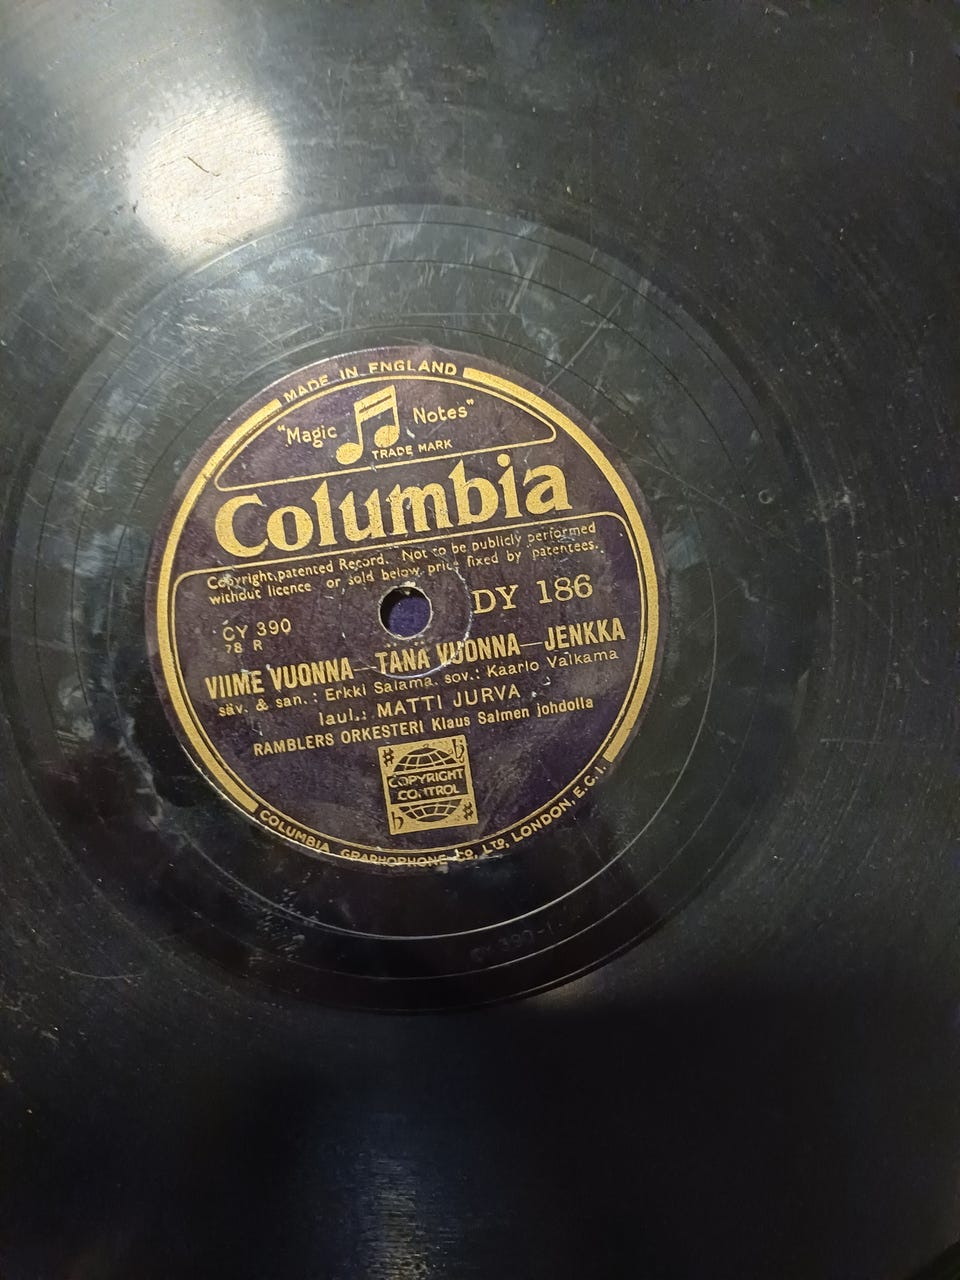 MADE IN ENGLAND
"Magic Notes"
TRADE MARK
Columbia
Copyright, patented Record. Not to be publicly performed
without licence or sold below price fixed by patentees.
DY 186
CY 390
78 R
VIIME VUONNA—TÄNÄ VUONNA—JENKKA
säv. & san.: Erkki Salama. sov.: Kaarlo Valkama
laul.: MATTI JURVA
RAMBLERS ORKESTERI Klaus Salmen johdolla
COPYRIGHT
CONTROL
COLUMBIA GRAPHOPHONE CO. LTD. LONDON, E.C.1.
CY 390-1